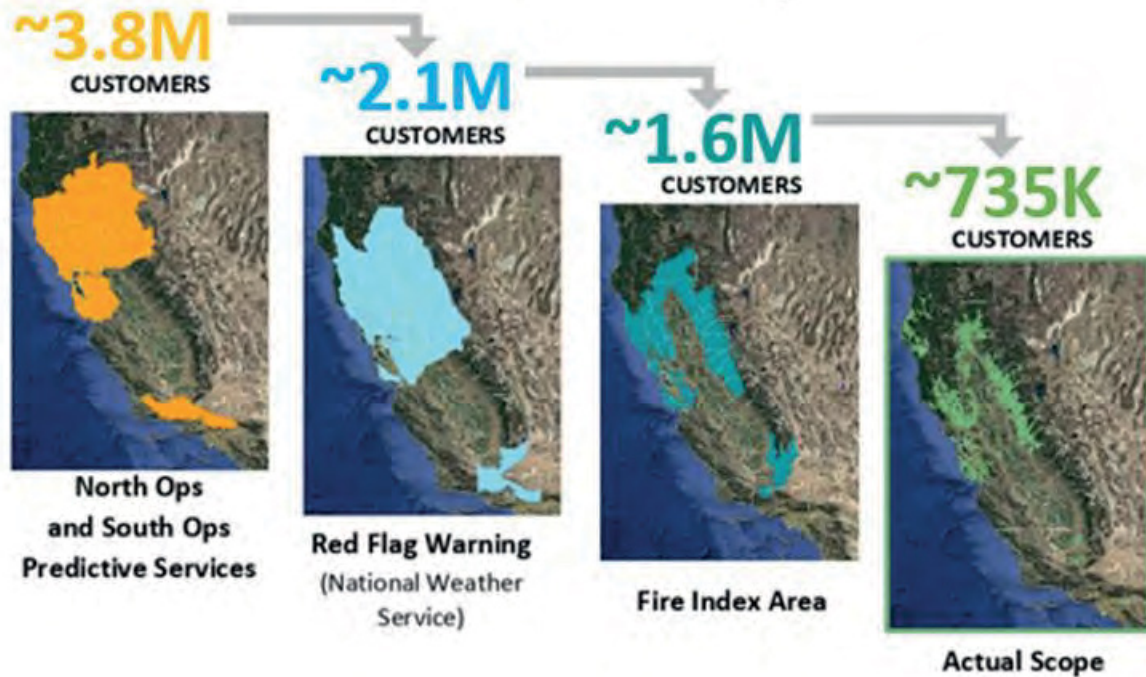 ~3.8M
CUSTOMERS
North Ops
and South Ops
Predictive Services
~2.1M
CUSTOMERS
Red Flag Warning
(National Weather
Service)
~1.6M
CUSTOMERS
Fire Index Area
~735K
CUSTOMERS
Actual Scope